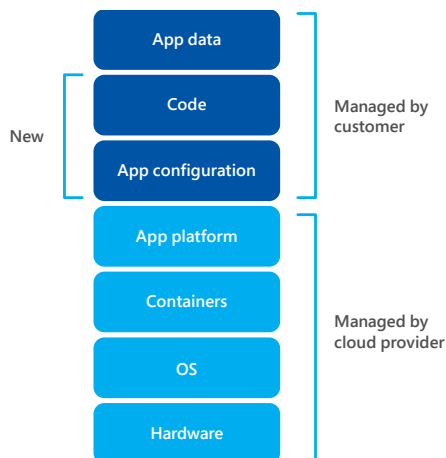 App data
Code
App configuration
App platform
Containers
OS
Hardware
New
Managed by
customer
Managed by
cloud provider